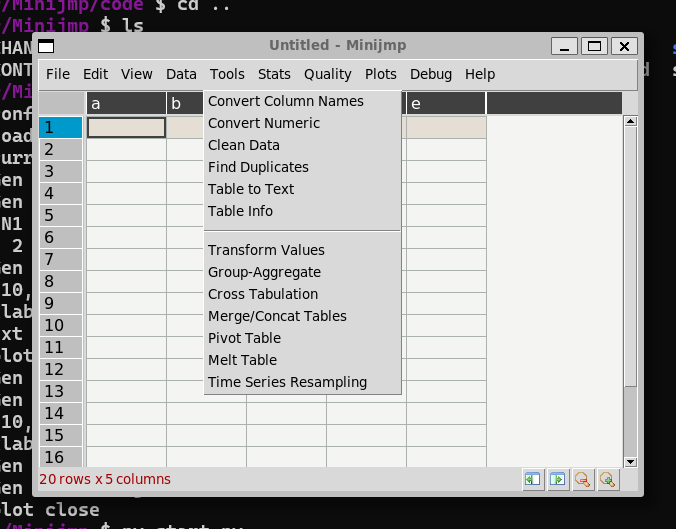 /Minijmp/code $ cd ..
/Minijmp $ ls
Untitled - Minijmp
File Edit View Data Tools Stats Quality Plots Debug Help
a b e
Convert Column Names
Convert Numeric
Clean Data
Find Duplicates
Table to Text
Table Info
Transform Values
Group-Aggregate
Cross Tabulation
Merge/Concat Tables
Pivot Table
Melt Table
Time Series Resampling
1
2
3
4
5
6
7
8
9
10
11
12
13
14
15
16
20 rows x 5 columns
lot close